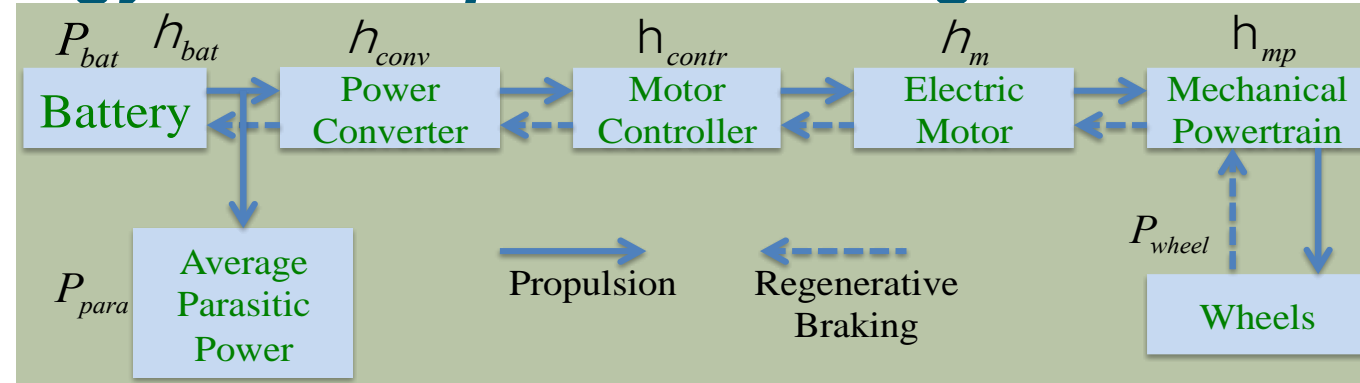 P_bat h_bat h_conv h_contr h_m h_mp
Battery
Power
Converter
Motor
Controller
Electric
Motor
Mechanical
Powertrain
P_para
Average
Parasitic
Power
Propulsion
Regenerative
Braking
P_wheel
Wheels